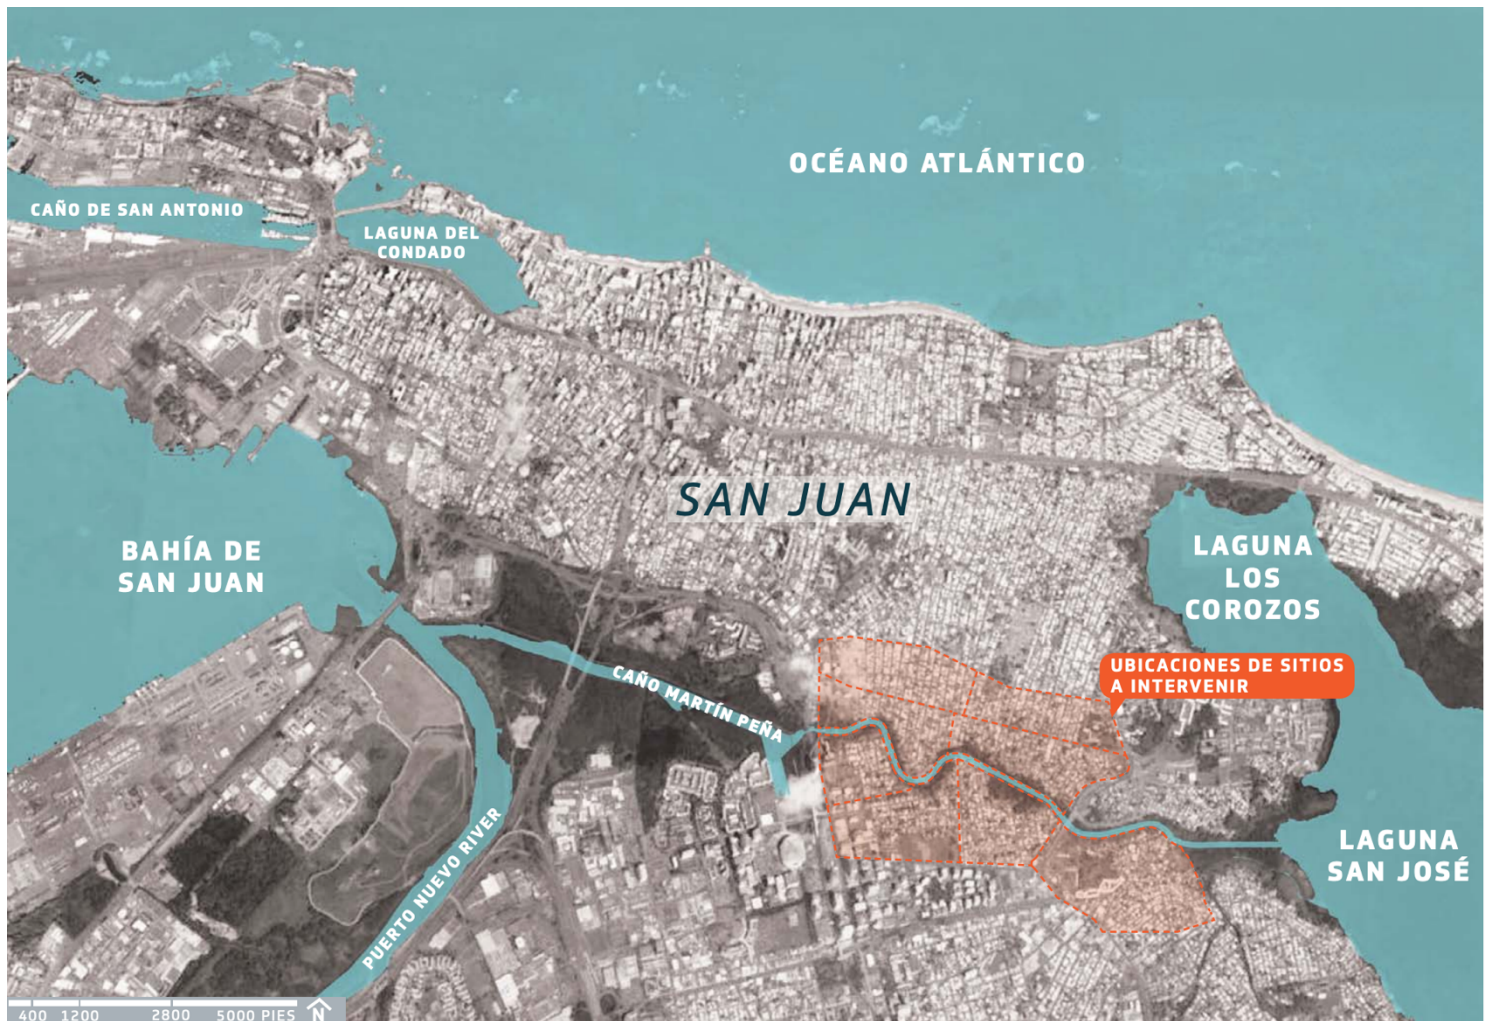 OCÉANO ATLÁNTICO
CAÑO DE SAN ANTONIO
LAGUNA DEL
CONDADO
SAN JUAN
BAHÍA DE
SAN JUAN
LAGUNA
LOS
COROZOS
UBICACIONES DE SITIOS
A INTERVENIR
CAÑO MARTÍN PEÑA
PUERTO NUEVO RIVER
LAGUNA
SAN JOSÉ
400 1200 2800 5000 PIES N